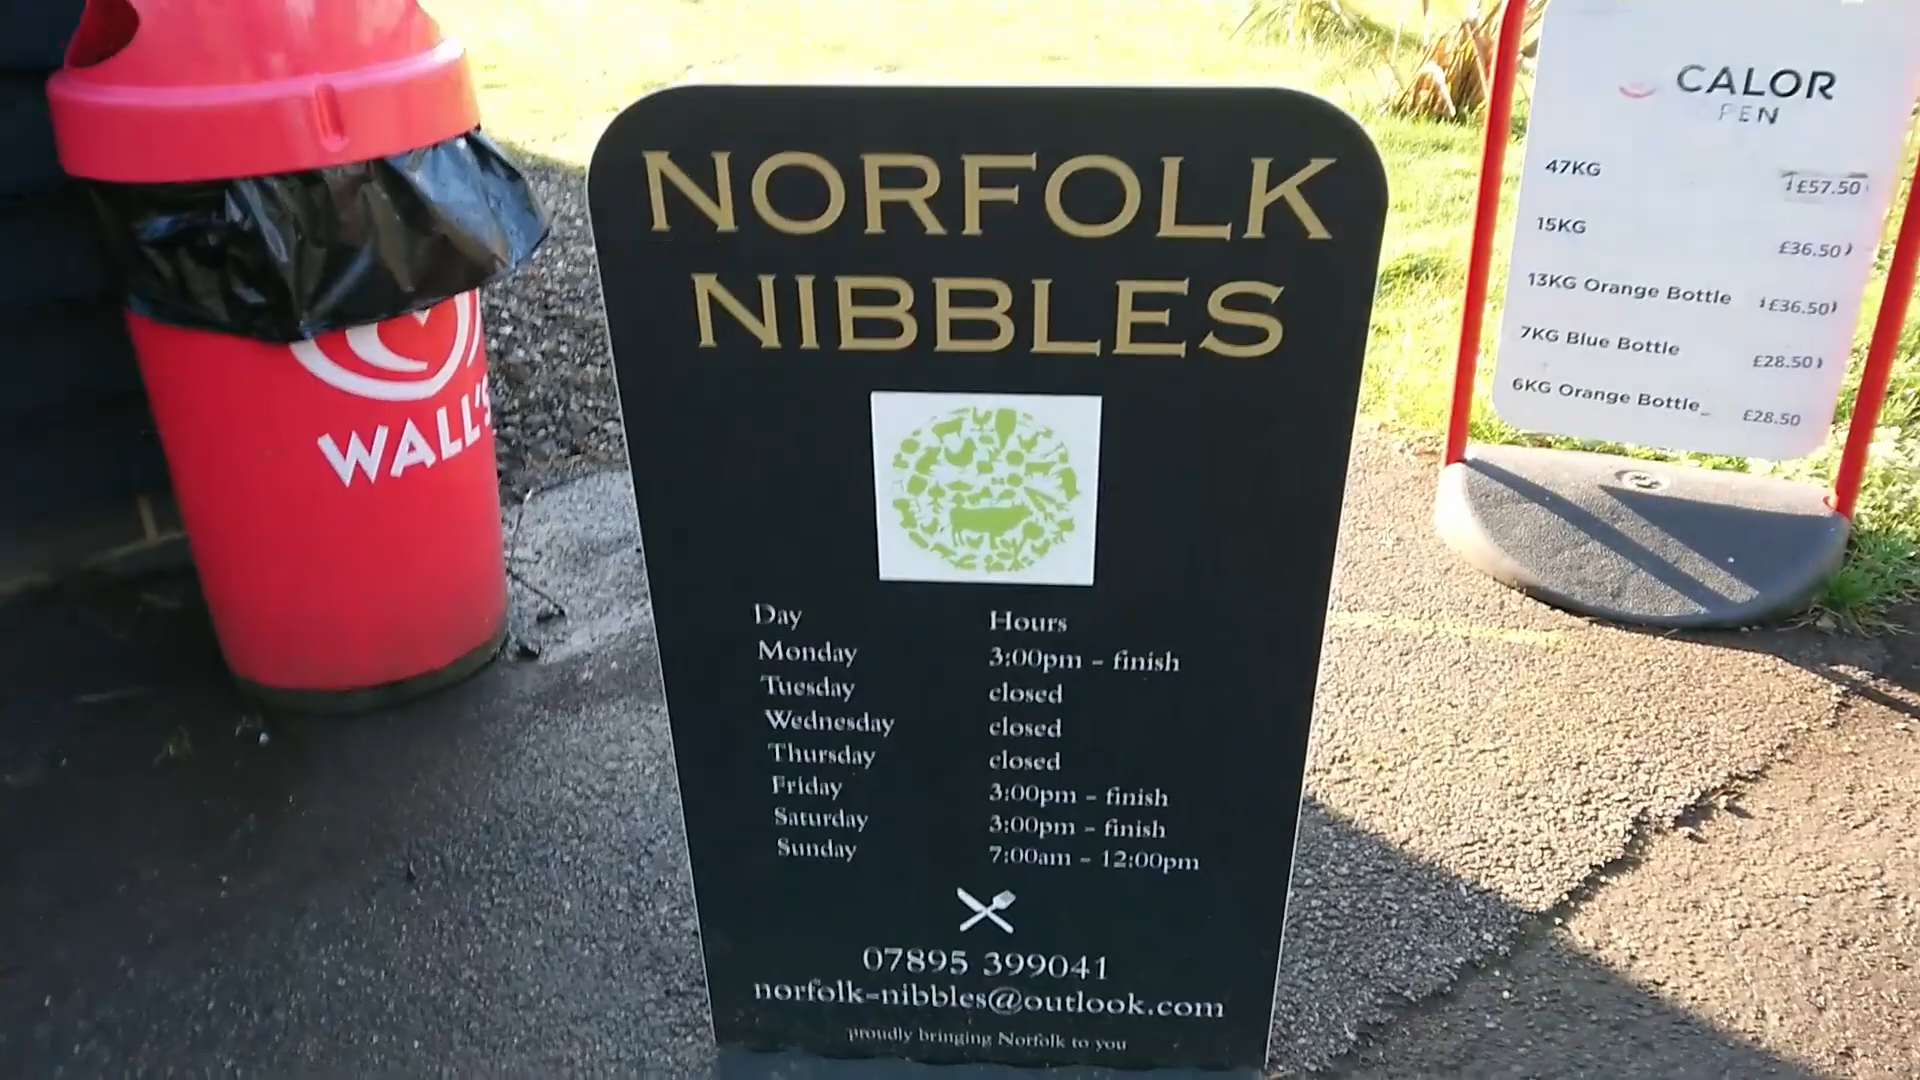 NORFOLK
NIBBLES
Day Hours
Monday 3:00pm - finish
Tuesday closed
Wednesday closed
Thursday closed
Friday 3:00pm - finish
Saturday 3:00pm - finish
Sunday 7:00am - 12:00pm
07895 399041
norfolk-nibbles@outlook.com
proudly bringing Norfolk to you
WALL'S
CALOR
PEN
47KG £57.50
15KG £36.50
13KG Orange Bottle £36.50
7KG Blue Bottle £28.50
6KG Orange Bottle £28.50